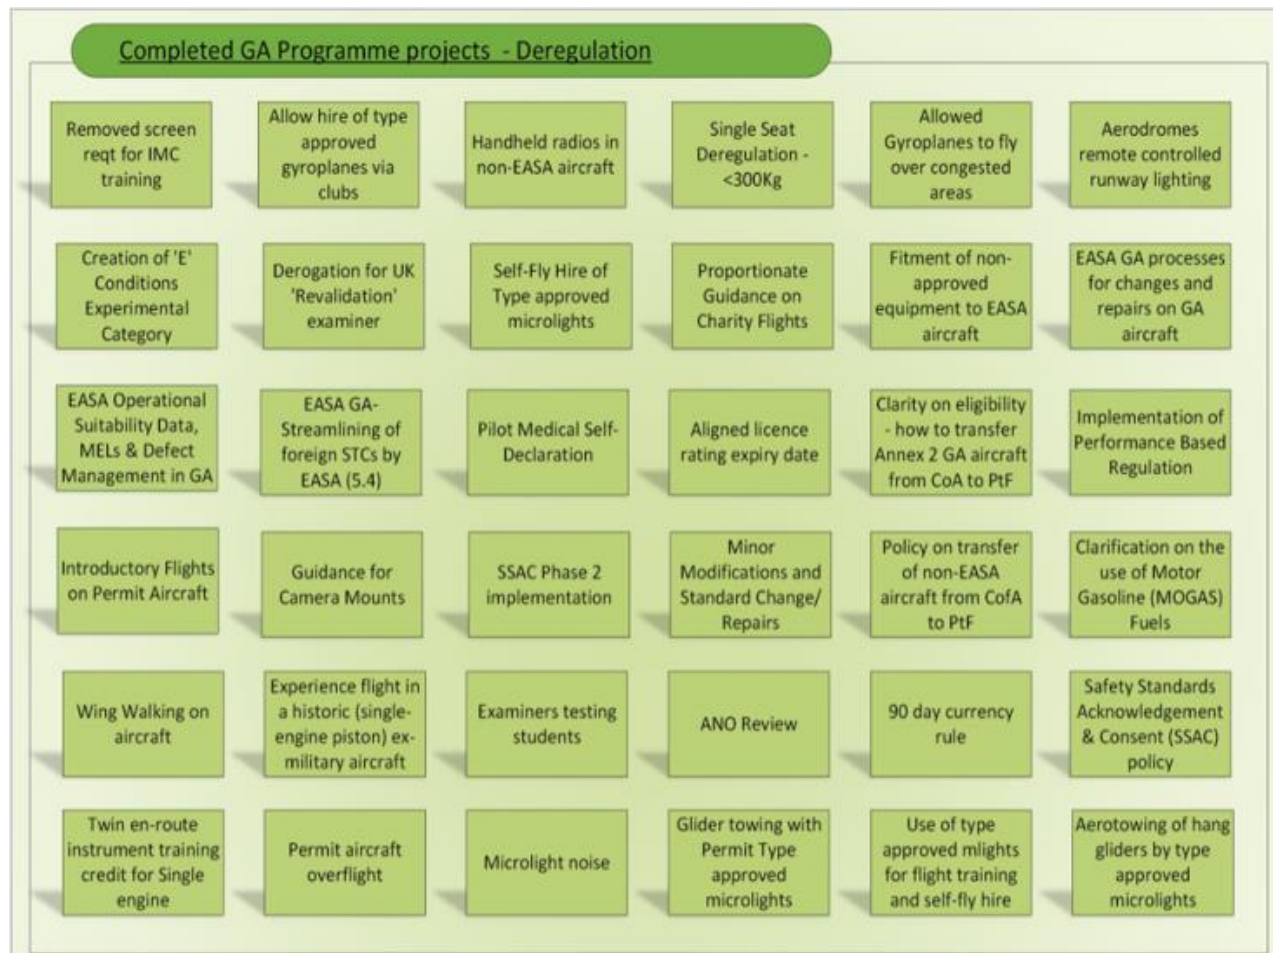 Completed GA Programme projects - Deregulation
Removed screen
reqt for IMC
training
Allow hire of type
approved
gyroplanes via
clubs
Handheld radios in
non-EASA aircraft
Single Seat
Deregulation -
<300Kg
Allowed
Gyroplanes to fly
over congested
areas
Aerodromes
remote controlled
runway lighting
Creation of 'E'
Conditions
Experimental
Category
Derogation for UK
'Revalidation'
examiner
Self-Fly Hire of
Type approved
microlights
Proportionate
Guidance on
Charity Flights
Fitment of non-
approved
equipment to EASA
aircraft
EASA GA processes
for changes and
repairs on GA
aircraft
EASA Operational
Suitability Data,
MELs & Defect
Management in GA
EASA GA-
Streamlining of
foreign STCs by
EASA (5.4)
Pilot Medical Self-
Declaration
Aligned licence
rating expiry date
Clarity on eligibility
- how to transfer
Annex 2 GA aircraft
from CoA to PtF
Implementation of
Performance Based
Regulation
Introductory Flights
on Permit Aircraft
Guidance for
Camera Mounts
SSAC Phase 2
implementation
Minor
Modifications and
Standard Change/
Repairs
Policy on transfer
of non-EASA
aircraft from CofA
to PtF
Clarification on the
use of Motor
Gasoline (MOGAS)
Fuels
Wing Walking on
aircraft
Experience flight in
a historic (single-
engine piston) ex-
military aircraft
Examiners testing
students
ANO Review
90 day currency
rule
Safety Standards
Acknowledgement
& Consent (SSAC)
policy
Twin en-route
instrument training
credit for Single
engine
Permit aircraft
overflight
Microlight noise
Glider towing with
Permit Type
approved
microlights
Use of type
approved mlights
for flight training
and self-fly hire
Aerotowing of hang
gliders by type
approved
microlights